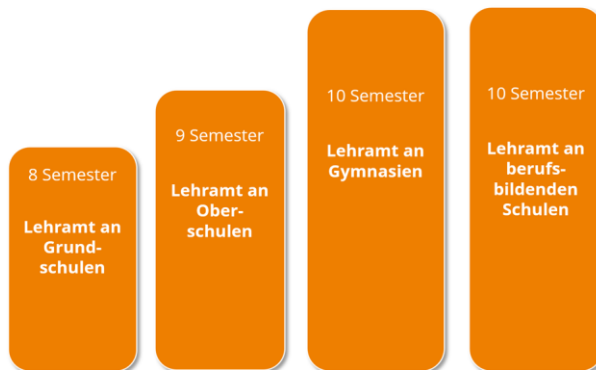 8 Semester
Lehramt an
Grund-
schulen
9 Semester
Lehramt an
Ober-
schulen
10 Semester
Lehramt an
Gymnasien
10 Semester
Lehramt an
berufs-
bildenden
Schulen